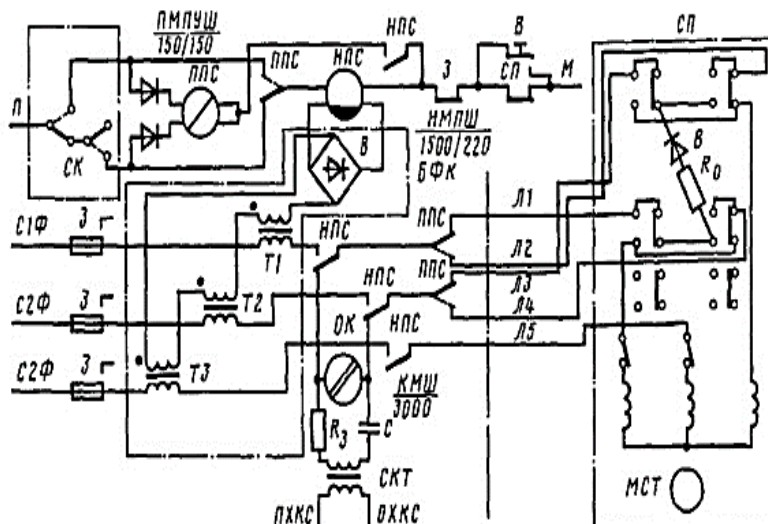 ПМПУШ
150/150
ППС
ППС
НПС
НПС
В
СП
З
М
СП
П
СК
НМПШ
1500/220
БФК
В
В
R0
С1Ф
З
Т1
НПС
ППС
Л1
Л2
С2Ф
З
Т2
НПС
ППС
Л3
Л4
ОК
НПС
Л5
С2Ф
З
Т3
КМШ
3000
R3
С
СКТ
ПХКС
ОХКС
МСТ